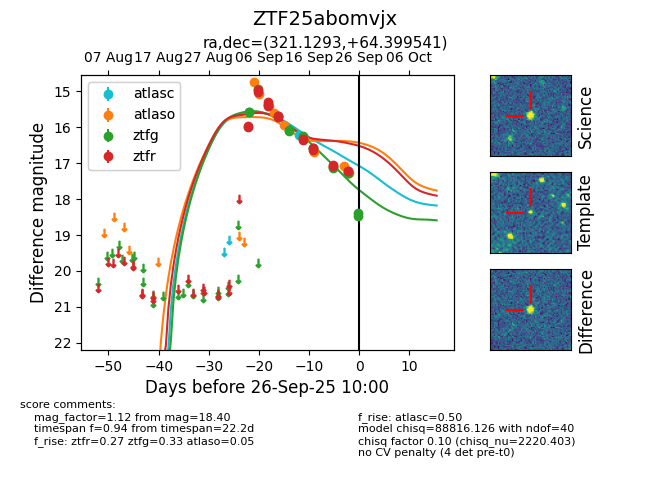 ZTF25abomvjx
ra,dec=(321.1293,+64.399541)
07 Aug 17 Aug 27 Aug 06 Sep 16 Sep 26 Sep 06 Oct
atlasc
atlaso
ztfg
ztfr
15
16
17
18
19
20
21
22
Difference magnitude
−50 −40 −30 −20 −10 0 10
Days before 26-Sep-25 10:00
Science
Template
Difference
score comments:
mag_factor=1.12 from mag=18.40
timespan f=0.94 from timespan=22.2d
f_rise: ztfr=0.27 ztfg=0.33 atlaso=0.05
f_rise: atlasc=0.50
model chisq=88816.126 with ndof=40
chisq factor 0.10 (chisq_nu=2220.403)
no CV penalty (4 det pre-t0)